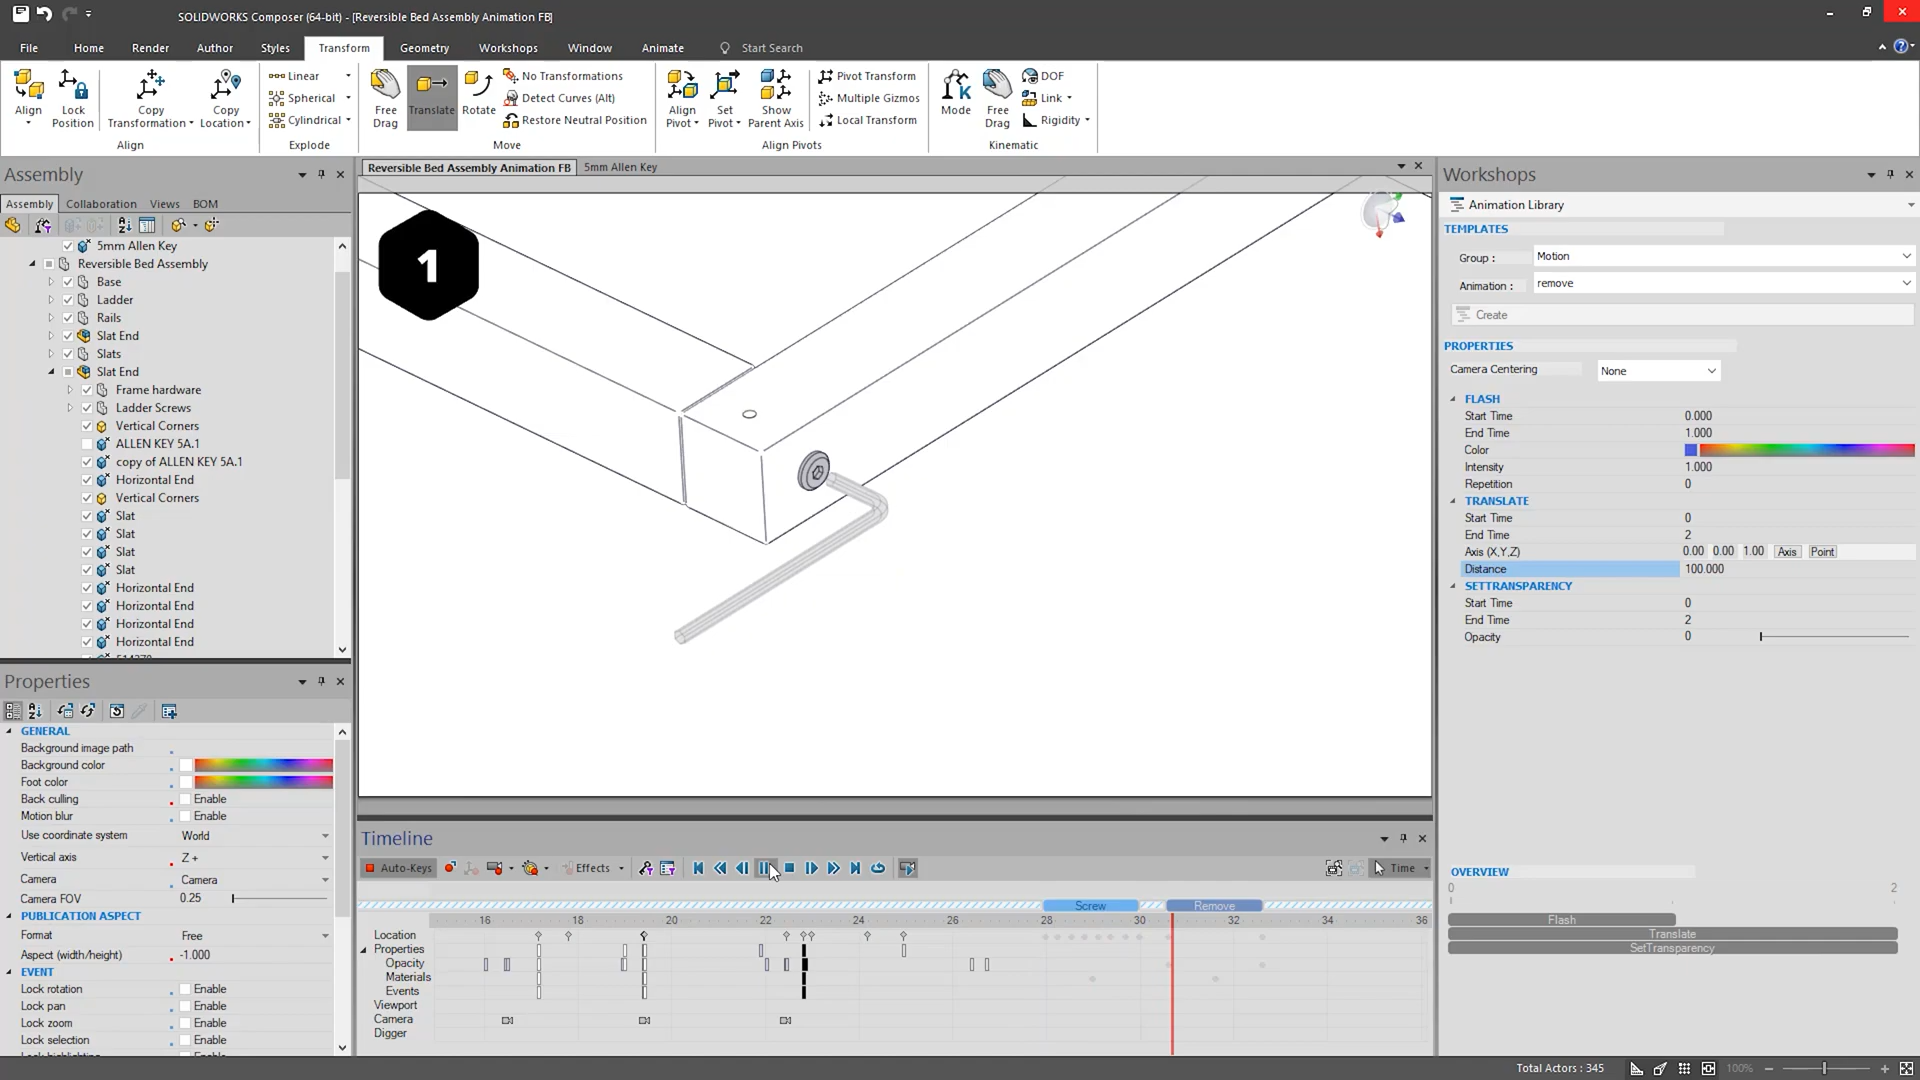 SOLIDWORKS Composer (64-bit) - [Reversible Bed Assembly Animation FB]
File Home Render Author Styles Transform Geometry Workshops Window Animate Start Search
Align
Lock Position
Copy Transformation
Copy Location
Align
Linear
Spherical
Cylindrical
Explode
Free Drag
Translate
Rotate
No Transformations
Detect Curves (Alt)
Restore Neutral Position
Move
Align Pivot
Set Pivot
Show Parent Axis
Pivot Transform
Multiple Gizmos
Local Transform
Align Pivots
Mode
Free Drag
DOF
Link
Rigidity
Kinematic
Assembly
Assembly Collaboration Views BOM
5mm Allen Key
Reversible Bed Assembly
Base
Ladder
Rails
Slat End
Slats
Slat End
Frame hardware
Ladder Screws
Vertical Corners
ALLEN KEY 5A.1
copy of ALLEN KEY 5A.1
Horizontal End
Vertical Corners
Slat
Slat
Slat
Slat
Horizontal End
Horizontal End
Horizontal End
Horizontal End
Properties
GENERAL
Background image path
Background color
Foot color
Back culling Enable
Motion blur Enable
Use coordinate system World
Vertical axis Z +
Camera Camera
Camera FOV 0.25
PUBLICATION ASPECT
Format Free
Aspect (width/height) -1.000
EVENT
Lock rotation Enable
Lock pan Enable
Lock zoom Enable
Lock selection Enable
Lock highlighting Enable
Reversible Bed Assembly Animation FB 5mm Allen Key
1
Timeline
Auto-Keys Effects Time
Screw Remove
16 18 20 22 24 26 28 30 32 34 36
Location
Properties
Opacity
Materials
Events
Viewport
Camera
Digger
Workshops
Animation Library
TEMPLATES
Group : Motion
Animation : remove
Create
PROPERTIES
Camera Centering None
FLASH
Start Time 0.000
End Time 1.000
Color
Intensity 1.000
Repetition 0
TRANSLATE
Start Time 0
End Time 2
Axis (X,Y,Z) 0.00 0.00 1.00 Axis Point
Distance 100.000
SETTRANSPARENCY
Start Time 0
End Time 2
Opacity 0
OVERVIEW
0 2
Flash
Translate
SetTransparency
Total Actors : 345 100%